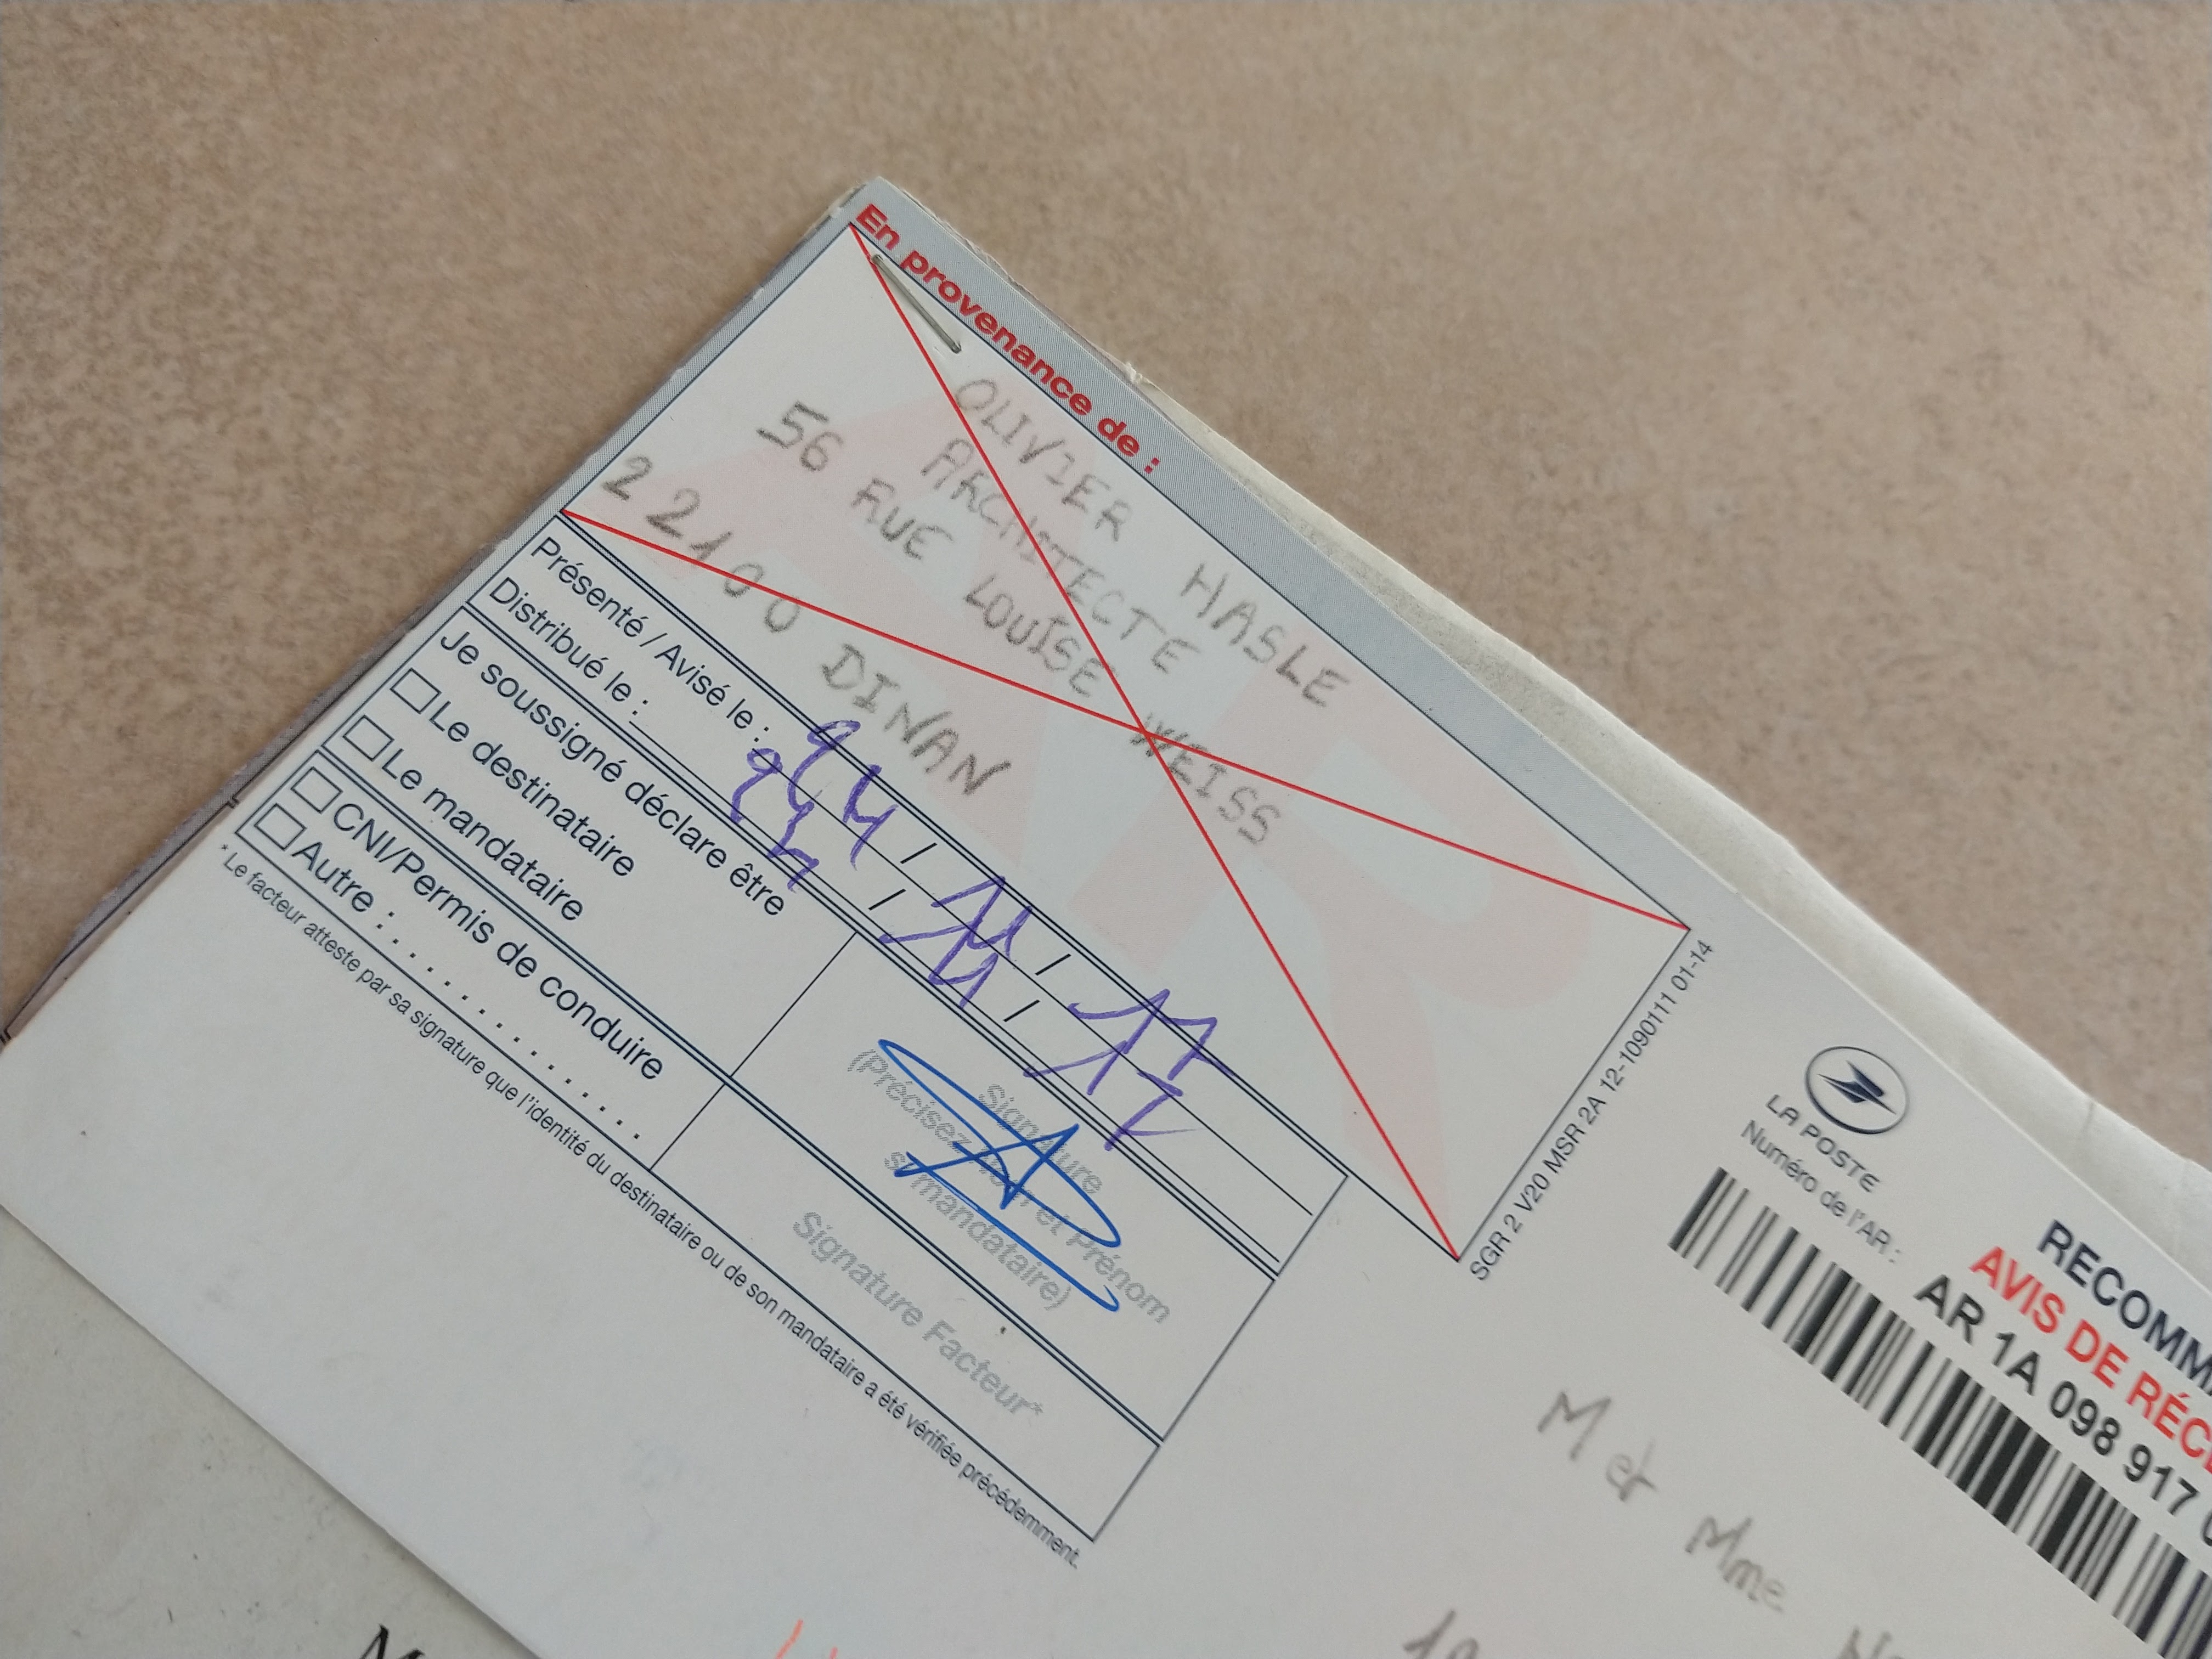 En provenance de :
OLIVIER HASLE
ARCHITECTE
56 RUE LOUISE WEISS
22100 DINAN
Présenté / Avisé le : / 11 / 17
Distribué le : / 11 / 17
Je soussigné déclare être
Le destinataire
Le mandataire
CNI/Permis de conduire
Autre : . . . . . . . . . . . . . . . .
Signature
(Précisez Nom et Prénom
si mandataire)
Signature Facteur*
*Le facteur atteste par sa signature que l'identité du destinataire ou de son mandataire a été vérifiée précédemment.
SGR 2 V20 MSR 2A 12-1090111 01-14
LA POSTE
Numéro de l'AR :
RECOMM
AVIS DE RÉC
AR 1A 098 917
M et Mme